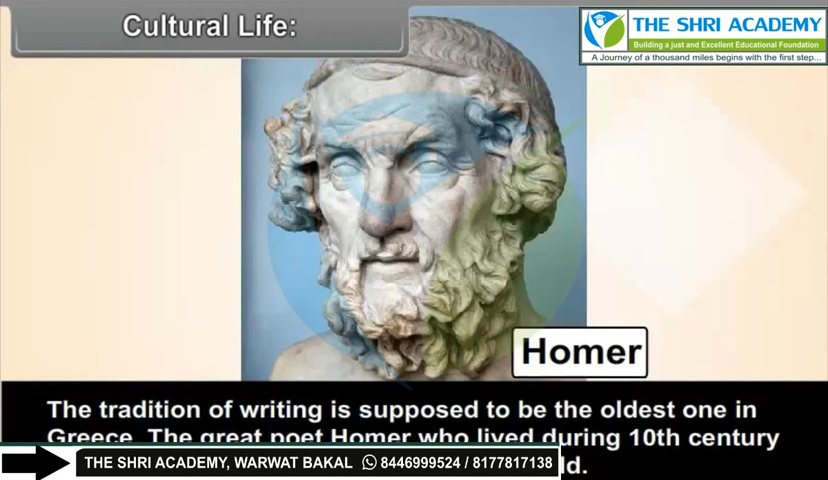 Cultural Life:
THE SHRI ACADEMY
Building a just and Excellent Educational Foundation
A Journey of a thousand miles begins with the first step...
Homer
The tradition of writing is supposed to be the oldest one in
Greece. The great poet Homer who lived during 10th century
THE SHRI ACADEMY, WARWAT BAKAL 8446999524 / 8177817138